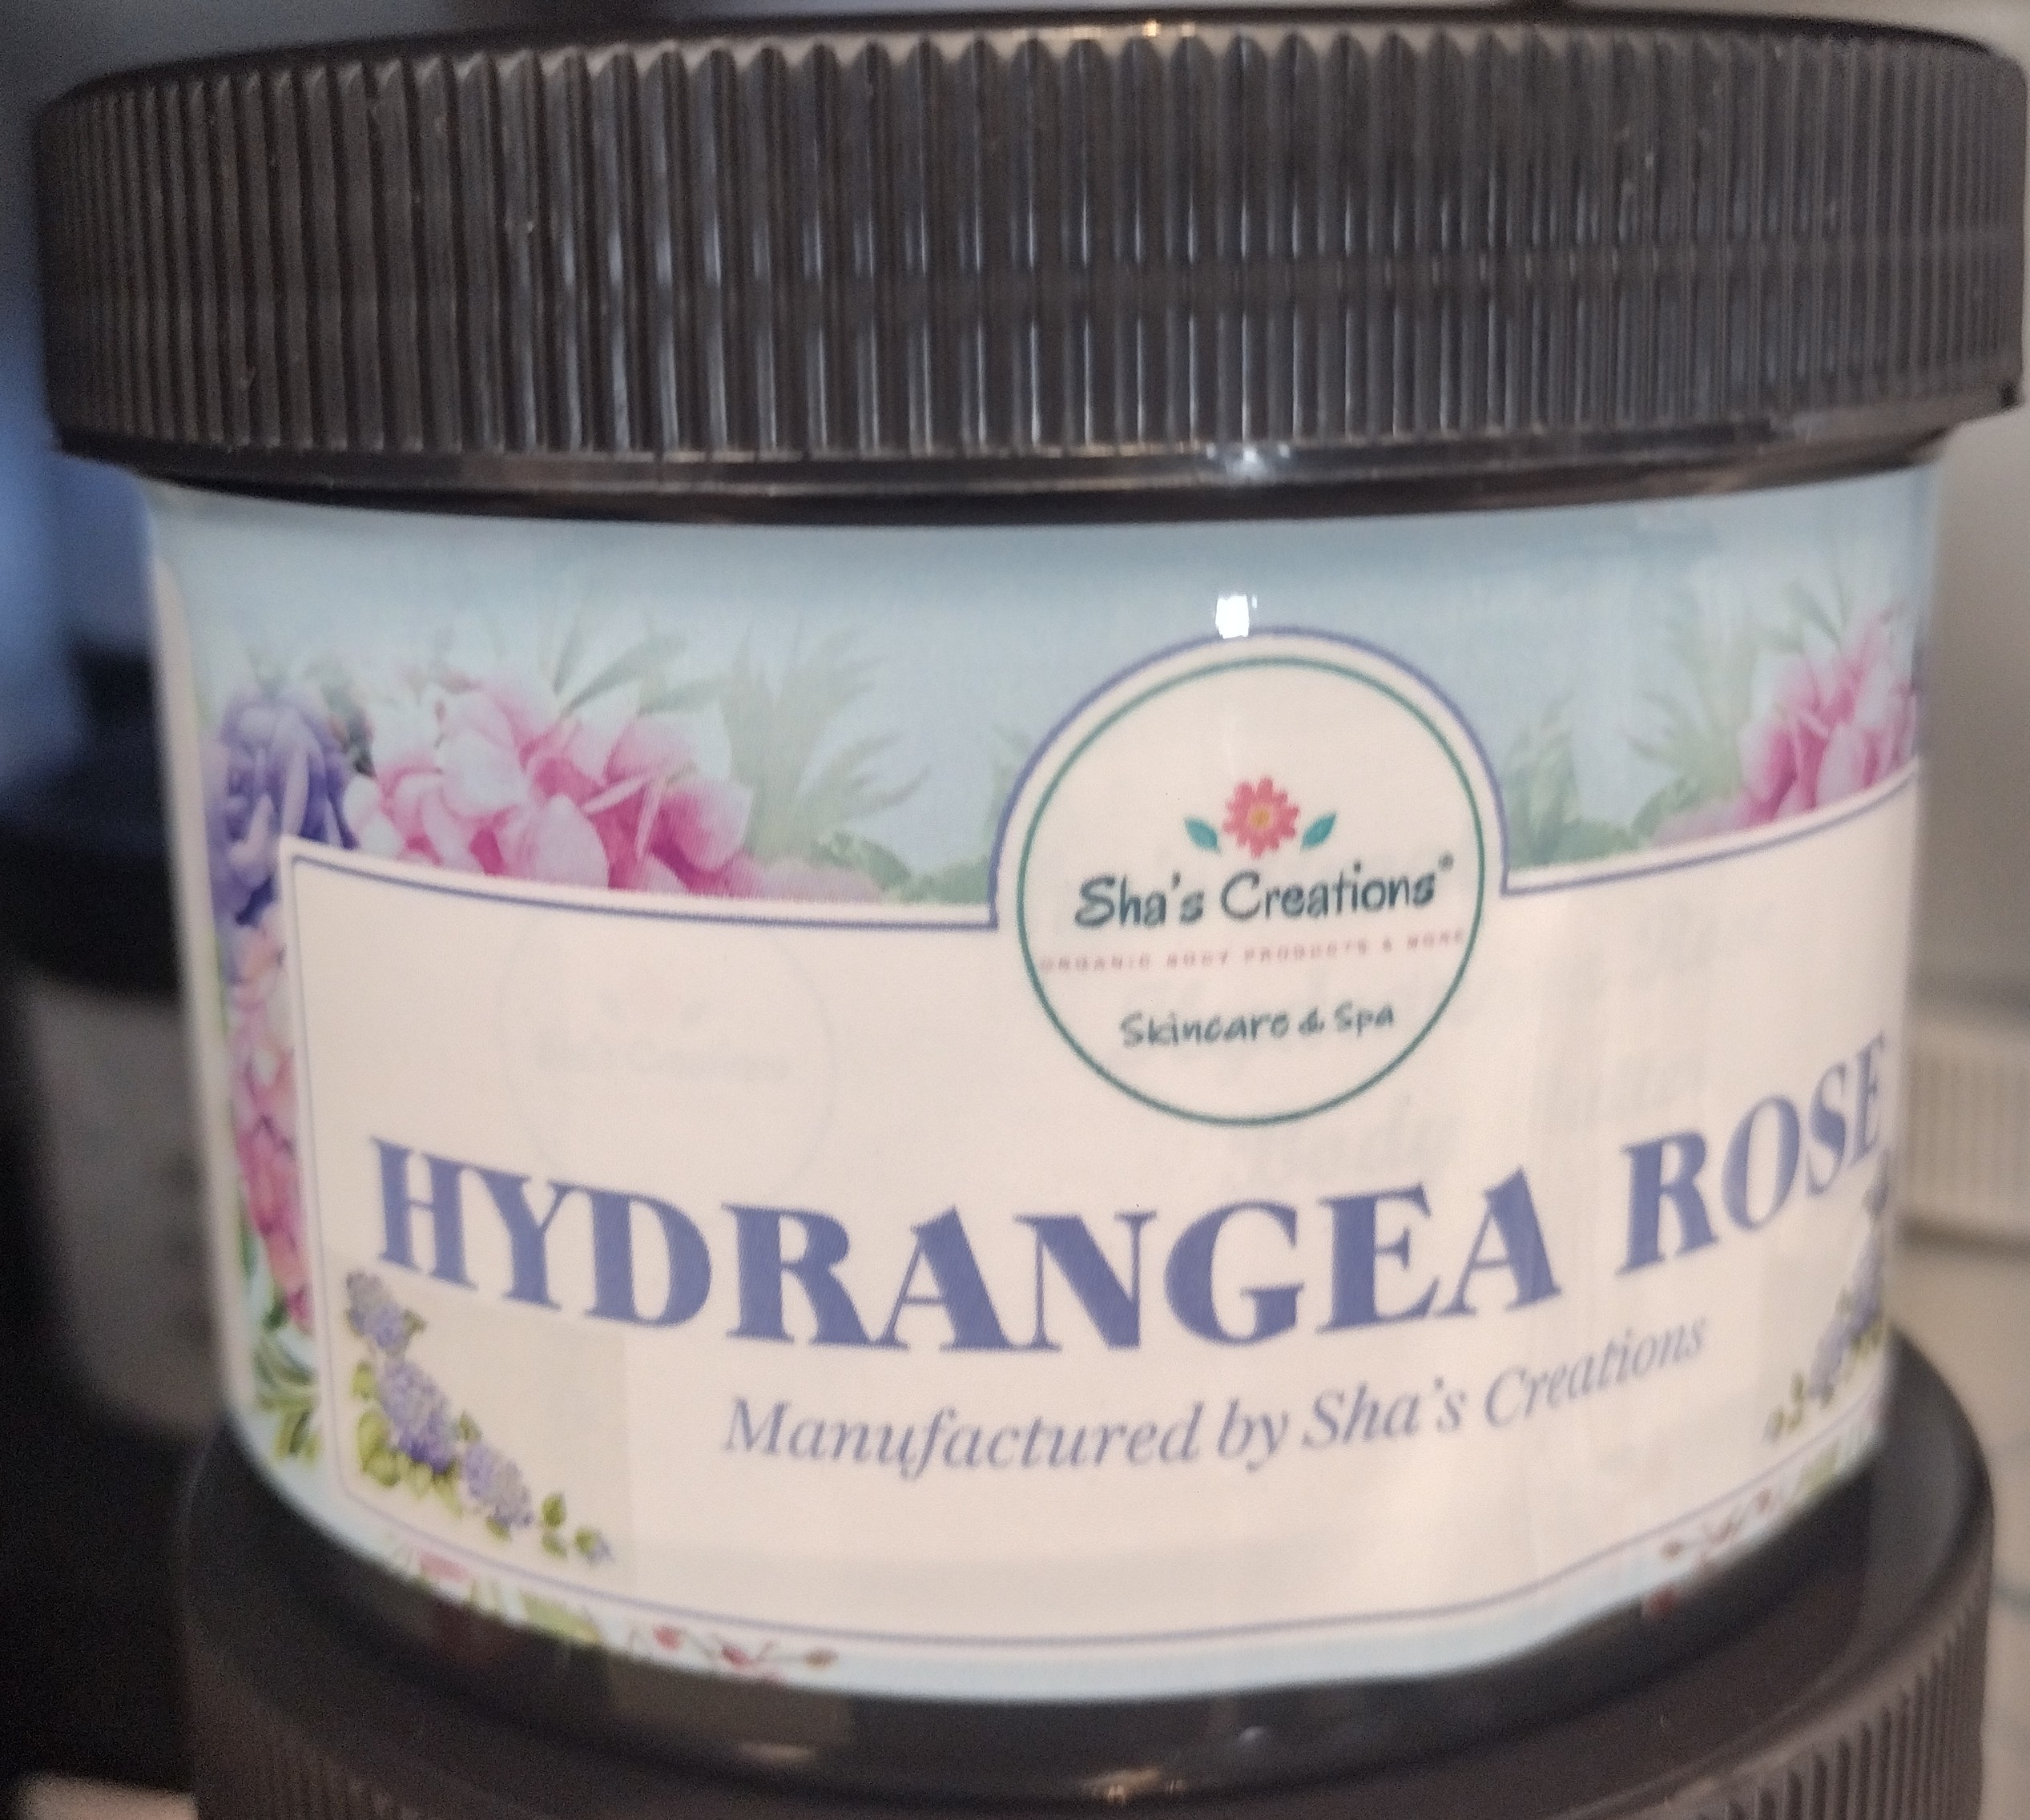 Sha's Creations®
ORGANIC BODY PRODUCTS & MORE
Skincare & Spa
HYDRANGEA ROSE
Manufactured by Sha's Creations